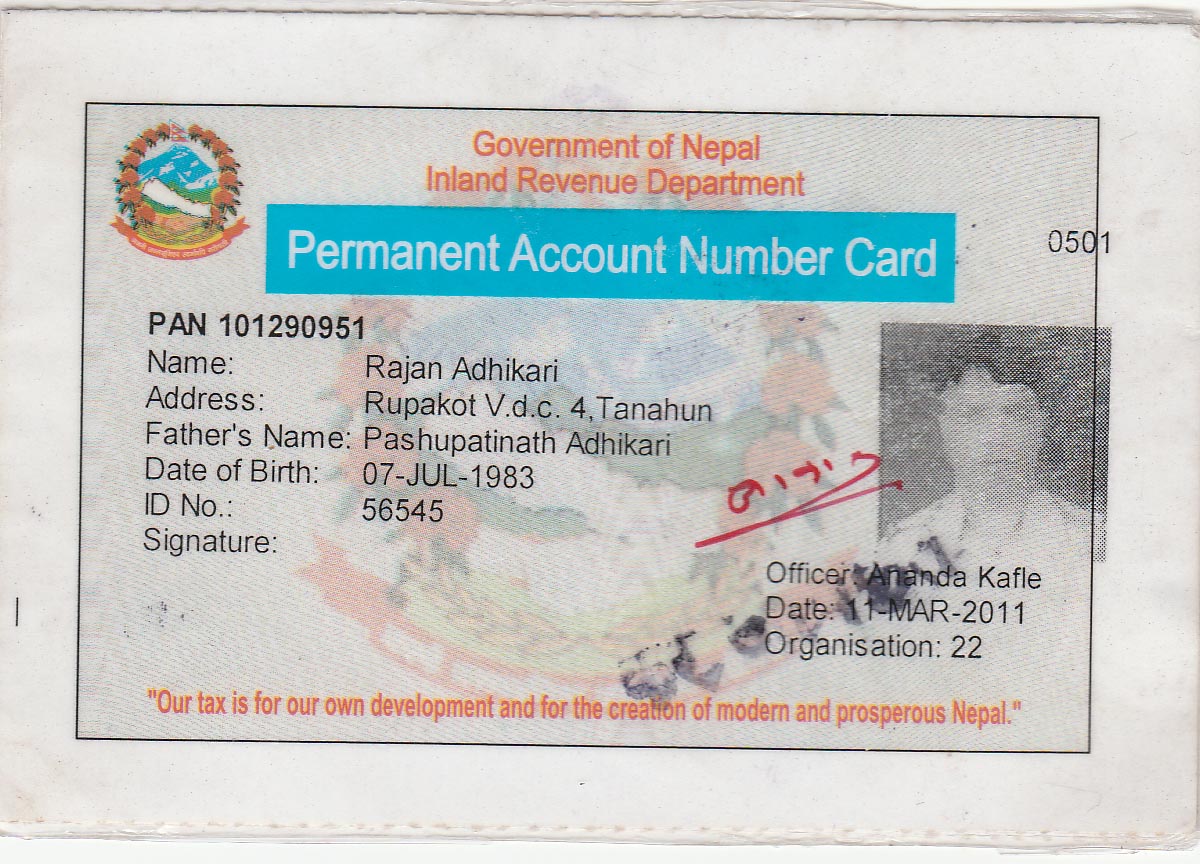 Government of Nepal
Inland Revenue Department
Permanent Account Number Card
0501
PAN 101290951
Name: Rajan Adhikari
Address: Rupakot V.d.c. 4,Tanahun
Father's Name: Pashupatinath Adhikari
Date of Birth: 07-JUL-1983
ID No.: 56545
Signature:
Officer: Ananda Kafle
Date: 11-MAR-2011
Organisation: 22
"Our tax is for our own development and for the creation of modern and prosperous Nepal."